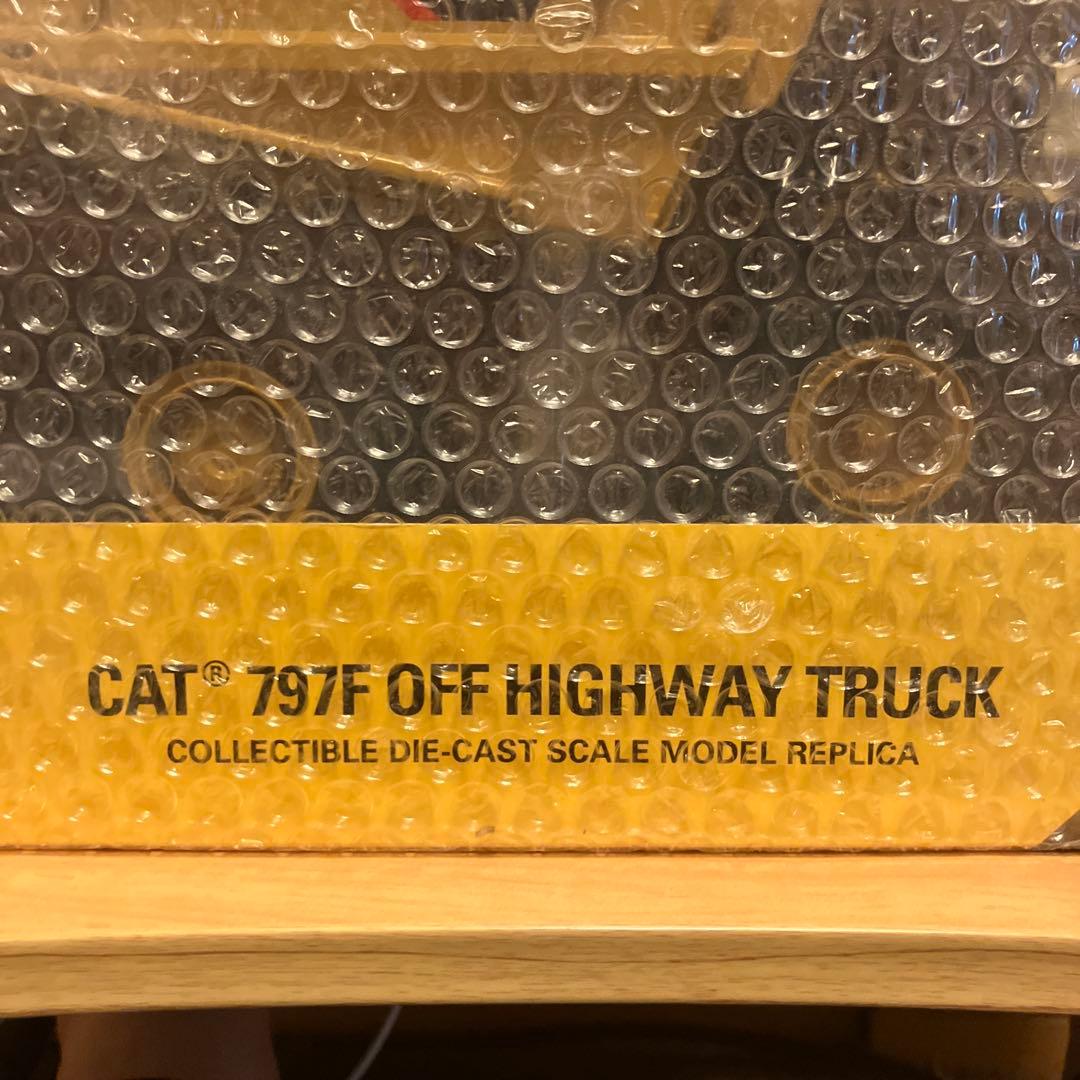 CAT® 797F OFF HIGHWAY TRUCK
COLLECTIBLE DIE-CAST SCALE MODEL REPLICA